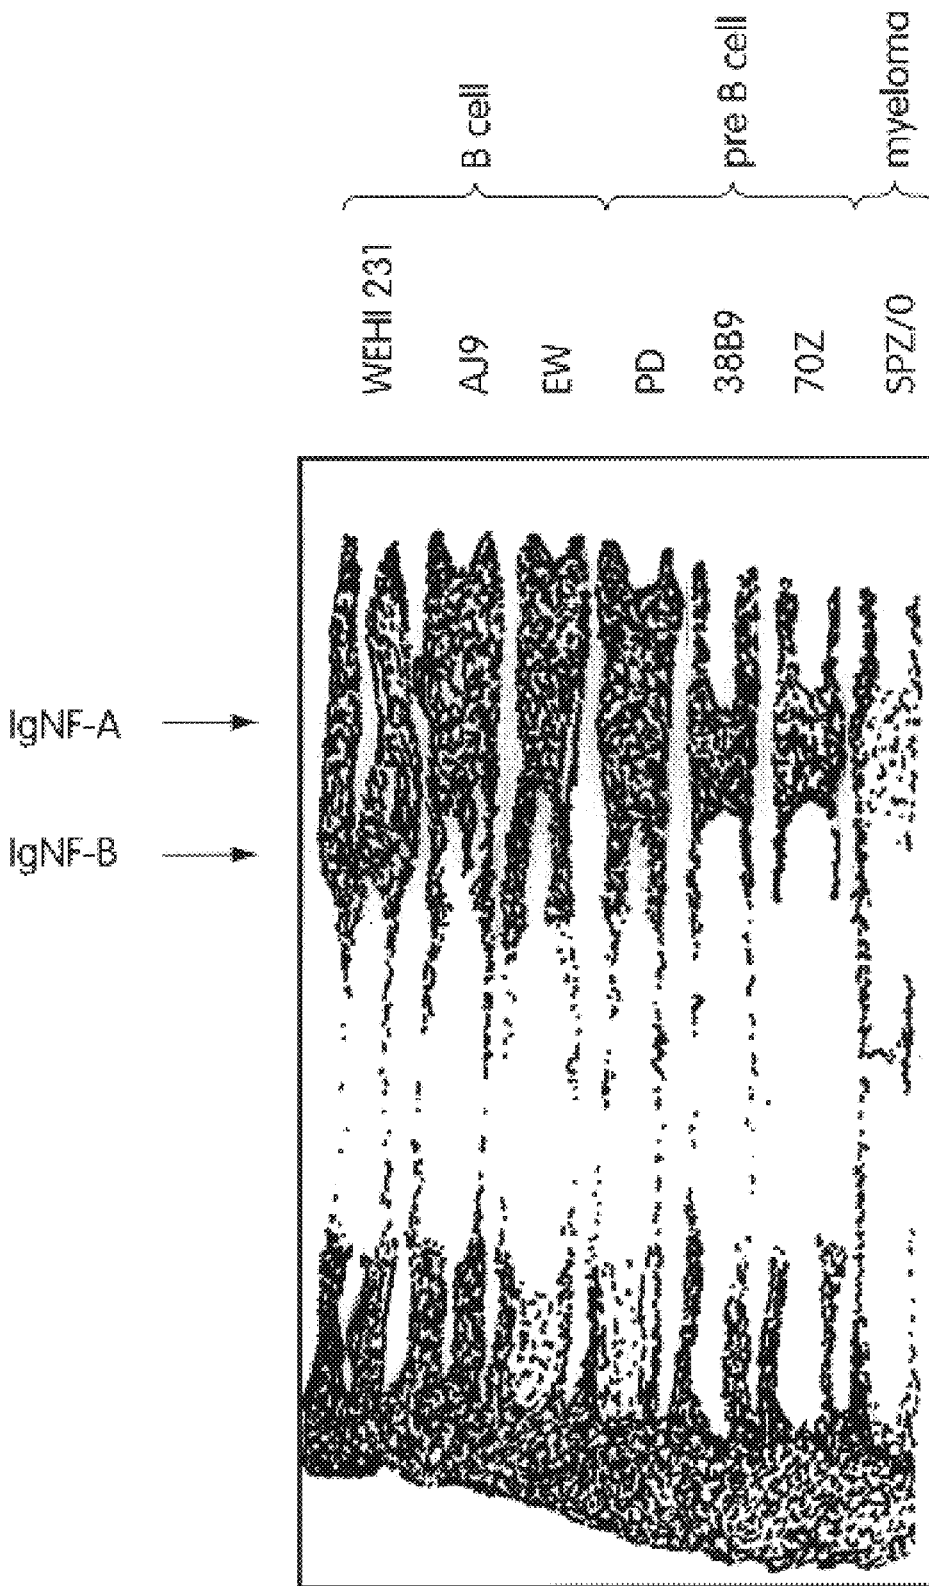 B cell
pre B cell
myeloma
WEHI 231
AJ9
EW
PD
38B9
70Z
SPZ/0
IgNF-A
IgNF-B